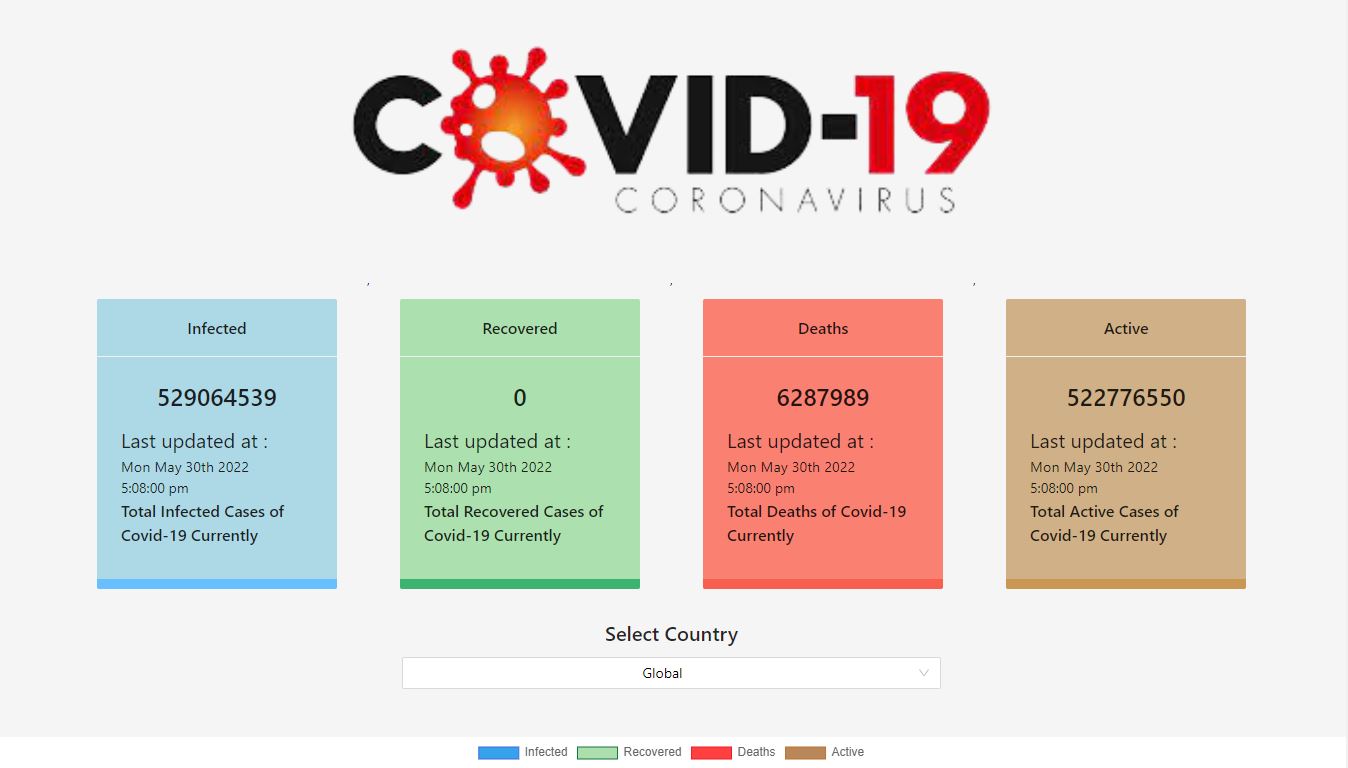 COVID-19
CORONAVIRUS
, , ,
Infected
529064539
Last updated at :
Mon May 30th 2022
5:08:00 pm
Total Infected Cases of
Covid-19 Currently
Recovered
0
Last updated at :
Mon May 30th 2022
5:08:00 pm
Total Recovered Cases of
Covid-19 Currently
Deaths
6287989
Last updated at :
Mon May 30th 2022
5:08:00 pm
Total Deaths of Covid-19
Currently
Active
522776550
Last updated at :
Mon May 30th 2022
5:08:00 pm
Total Active Cases of
Covid-19 Currently
Select Country
Global
Infected Recovered Deaths Active